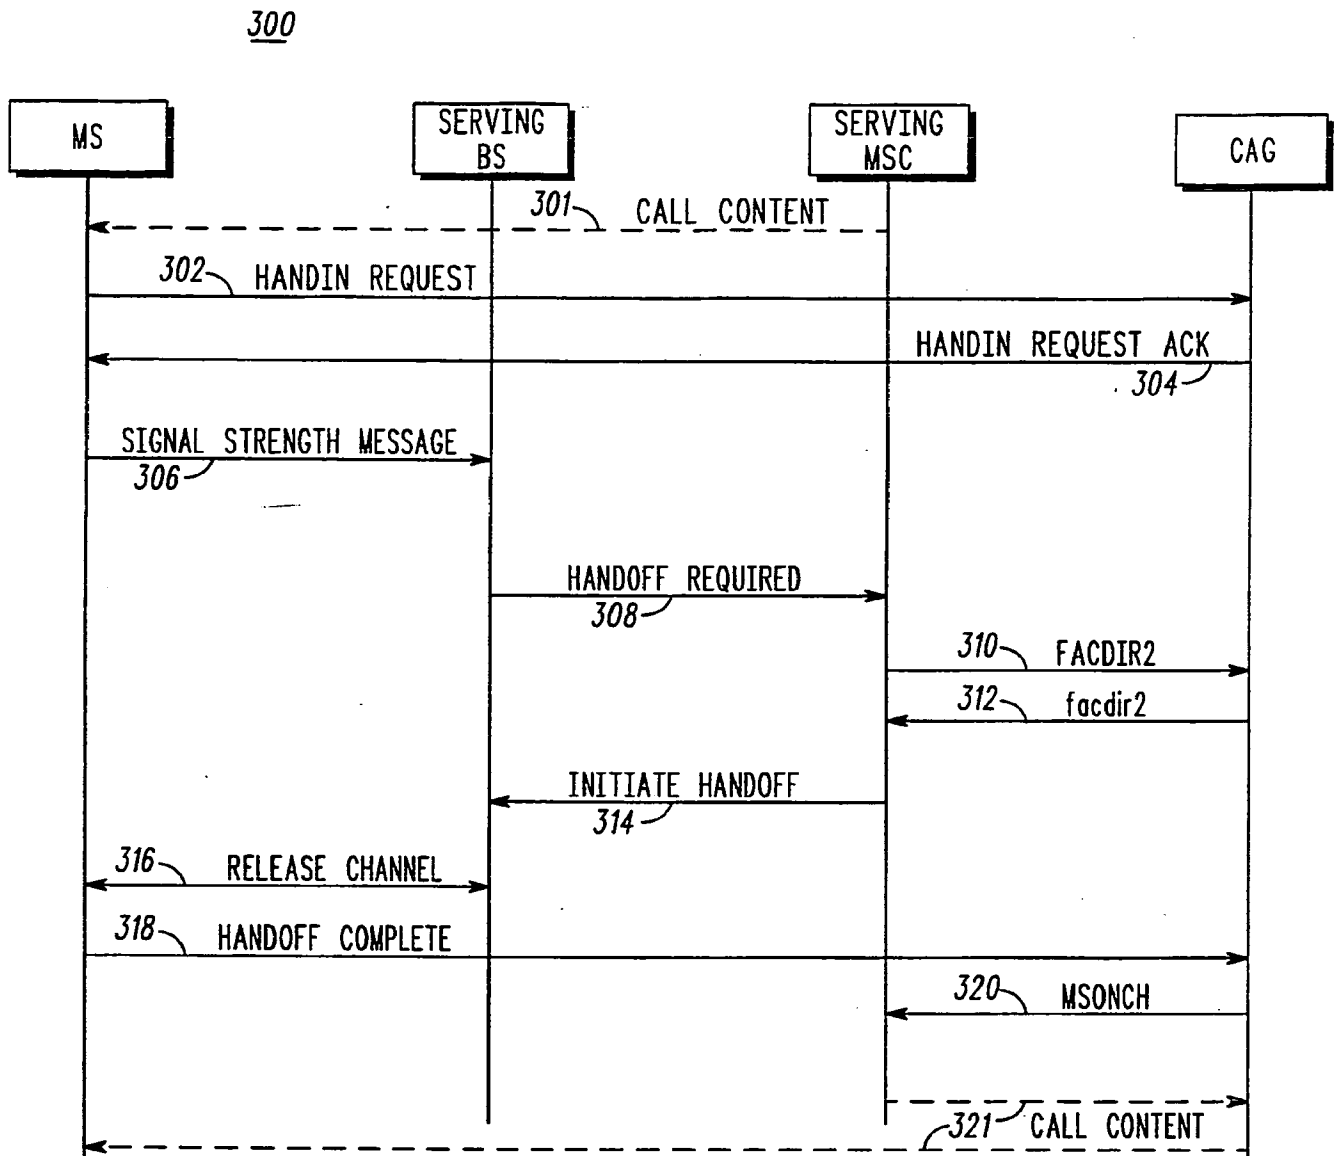 300
MS
SERVING
BS
SERVING
MSC
CAG
301
CALL CONTENT
302
HANDIN REQUEST
HANDIN REQUEST ACK
304
SIGNAL STRENGTH MESSAGE
306
HANDOFF REQUIRED
308
310
FACDIR2
312
facdir2
INITIATE HANDOFF
314
316
RELEASE CHANNEL
318
HANDOFF COMPLETE
320
MSONCH
321
CALL CONTENT